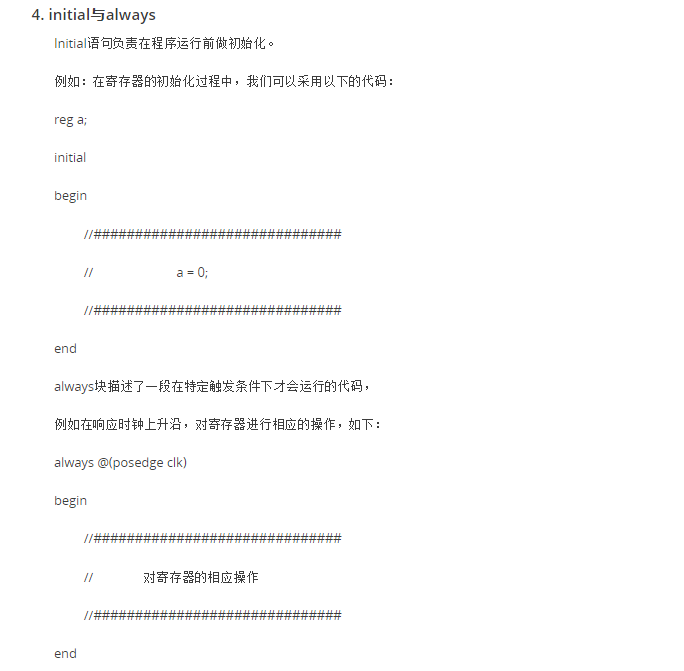 4. initial与always
Initial语句负责在程序运行前做初始化。
例如：在寄存器的初始化过程中，我们可以采用以下的代码：
reg a;
initial
begin
//##############################
// a = 0;
//##############################
end
always块描述了一段在特定触发条件下才会运行的代码，
例如在响应时钟上升沿，对寄存器进行相应的操作，如下：
always @(posedge clk)
begin
//##############################
// 对寄存器的相应操作
//##############################
end